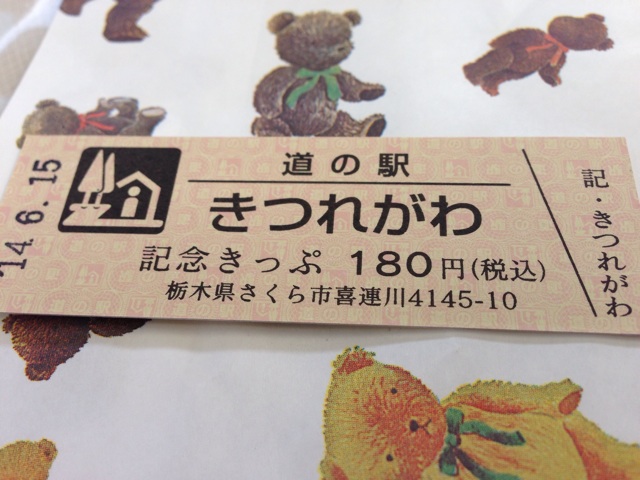 '14.6.15
道の駅
きつれがわ
記念きっぷ 180円(税込)
栃木県さくら市喜連川4145-10
記・きつれがわ